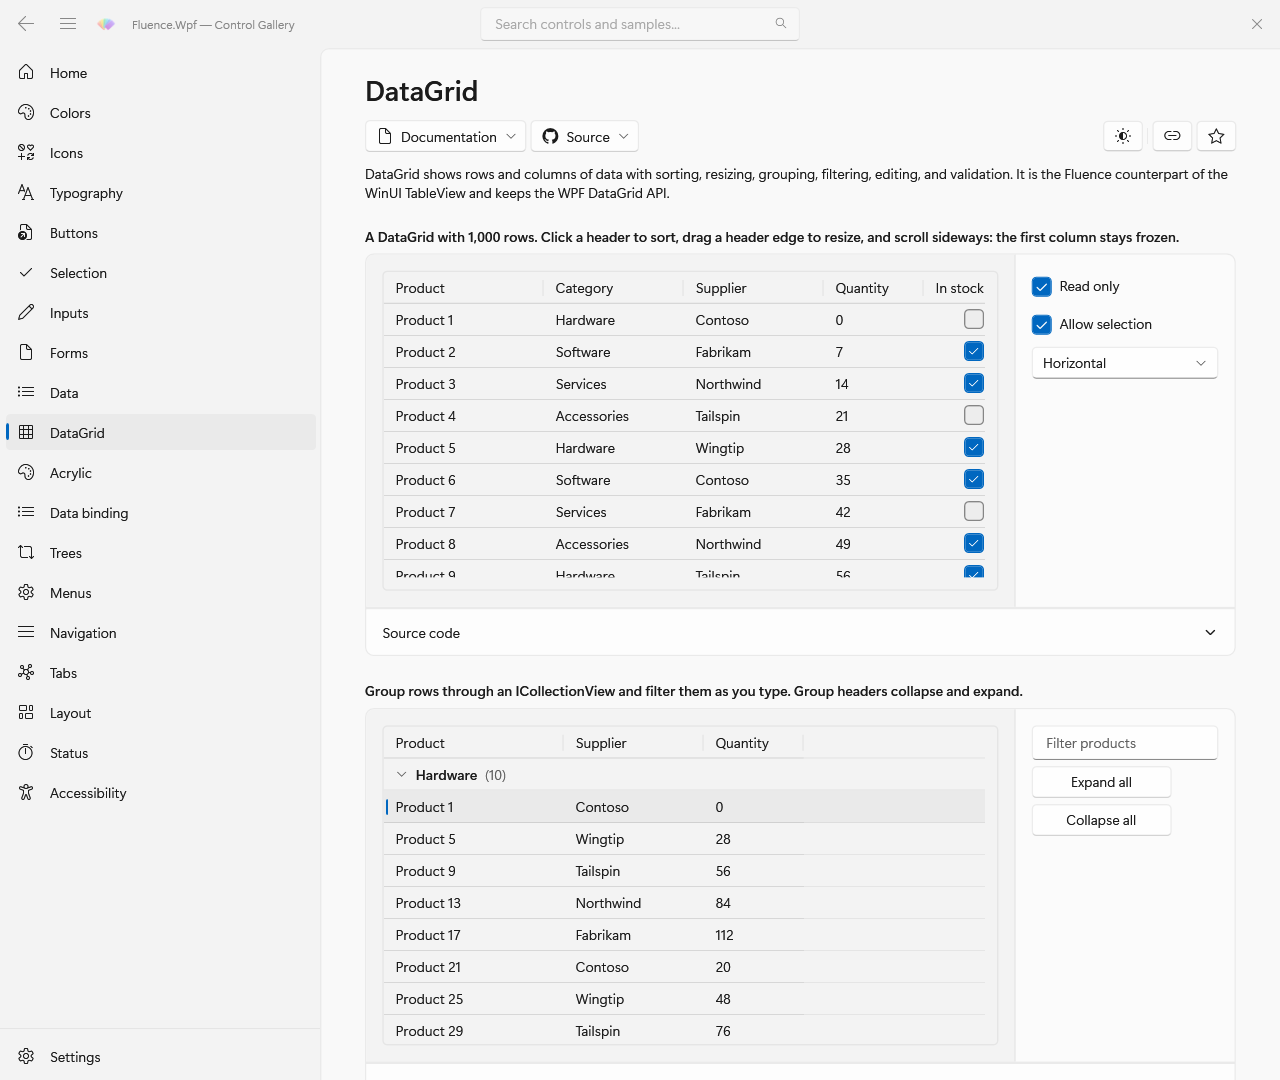 Fluence.Wpf — Control Gallery
Search controls and samples...
Home
Colors
Icons
Typography
Buttons
Selection
Inputs
Forms
Data
DataGrid
Acrylic
Data binding
Trees
Menus
Navigation
Tabs
Layout
Status
Accessibility
Settings
DataGrid
Documentation
Source
DataGrid shows rows and columns of data with sorting, resizing, grouping, filtering, editing, and validation. It is the Fluence counterpart of the
WinUI TableView and keeps the WPF DataGrid API.
A DataGrid with 1,000 rows. Click a header to sort, drag a header edge to resize, and scroll sideways: the first column stays frozen.
Product Category Supplier Quantity In stock
Product 1 Hardware Contoso 0
Product 2 Software Fabrikam 7
Product 3 Services Northwind 14
Product 4 Accessories Tailspin 21
Product 5 Hardware Wingtip 28
Product 6 Software Contoso 35
Product 7 Services Fabrikam 42
Product 8 Accessories Northwind 49
Product 9 Hardware Tailspin 56
Read only
Allow selection
Horizontal
Source code
Group rows through an ICollectionView and filter them as you type. Group headers collapse and expand.
Product Supplier Quantity
Hardware (10)
Product 1 Contoso 0
Product 5 Wingtip 28
Product 9 Tailspin 56
Product 13 Northwind 84
Product 17 Fabrikam 112
Product 21 Contoso 20
Product 25 Wingtip 48
Product 29 Tailspin 76
Filter products
Expand all
Collapse all